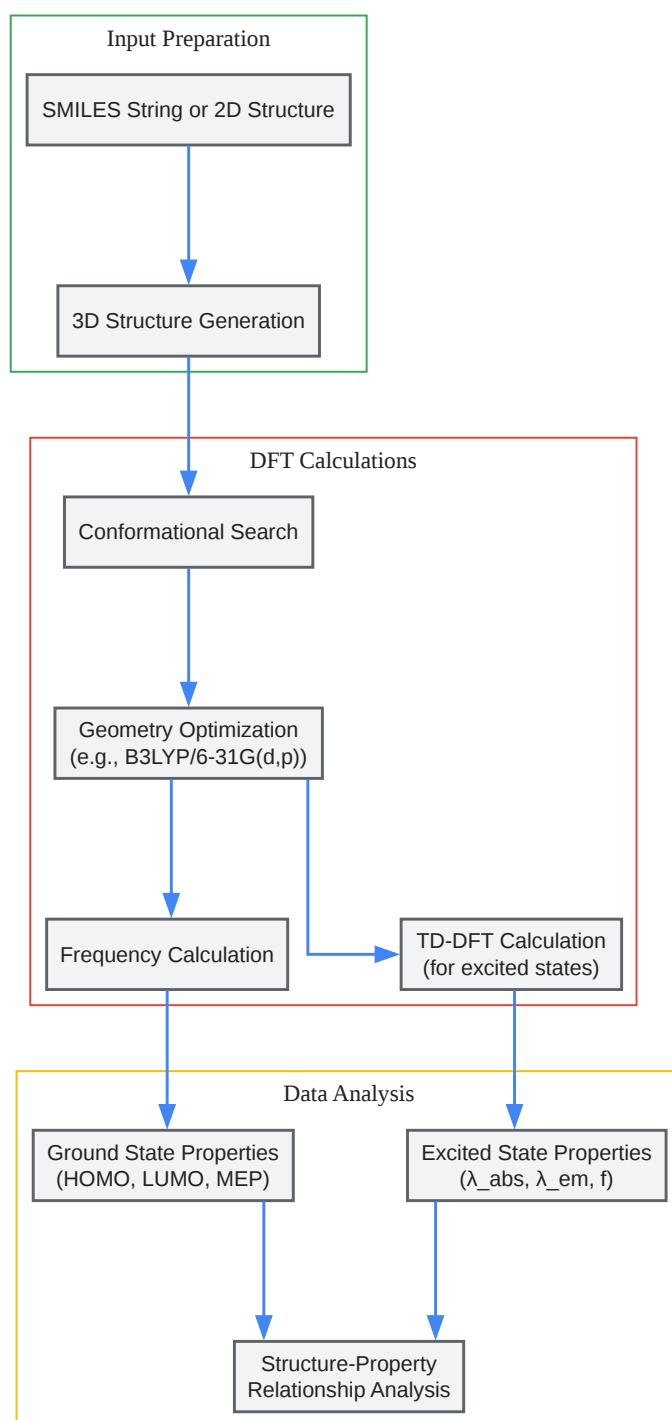 Input Preparation
SMILES String or 2D Structure
3D Structure Generation
DFT Calculations
Conformational Search
Geometry Optimization
(e.g., B3LYP/6-31G(d,p))
Frequency Calculation
TD-DFT Calculation
(for excited states)
Data Analysis
Ground State Properties
(HOMO, LUMO, MEP)
Excited State Properties
(λ_abs, λ_em, f)
Structure-Property
Relationship Analysis